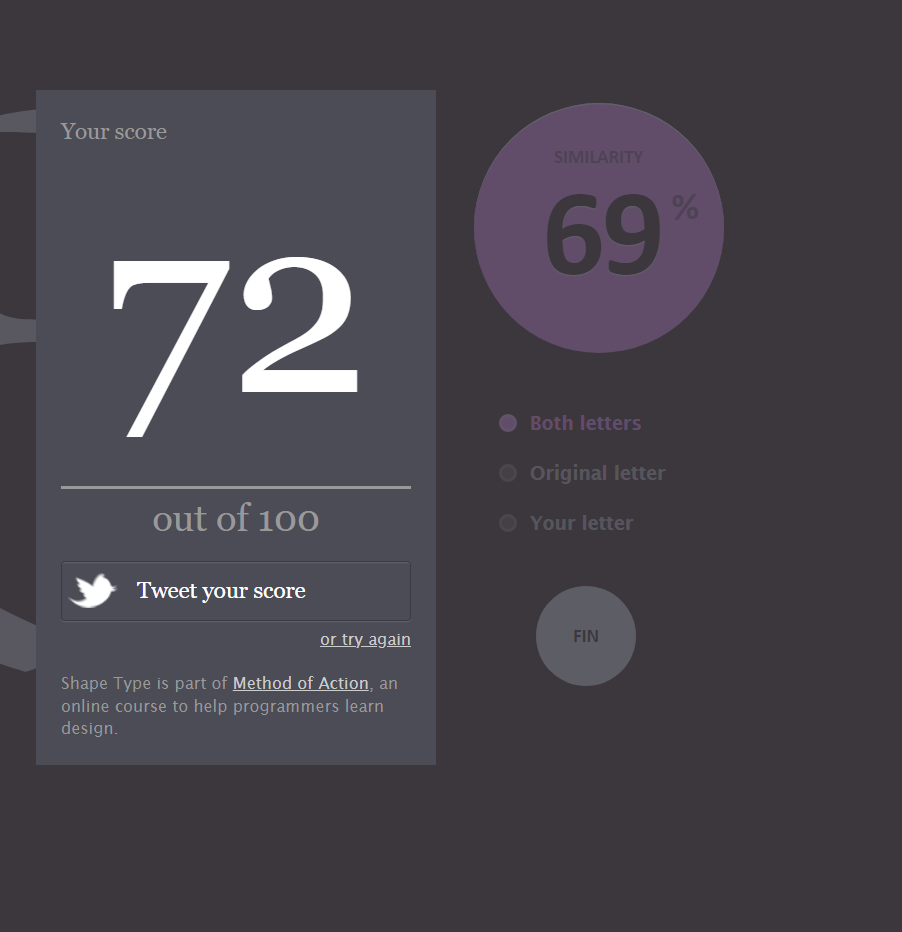 Your score
72
out of 100
Tweet your score
or try again
Shape Type is part of Method of Action, an
online course to help programmers learn
design.
SIMILARITY
69%
Both letters
Original letter
Your letter
FIN